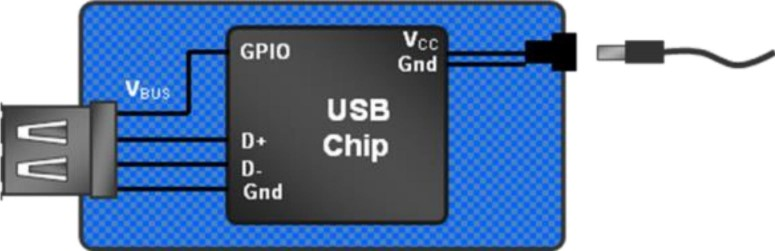 GPIO
VCC
Gnd
VBUS
USB
Chip
D+
D-
Gnd